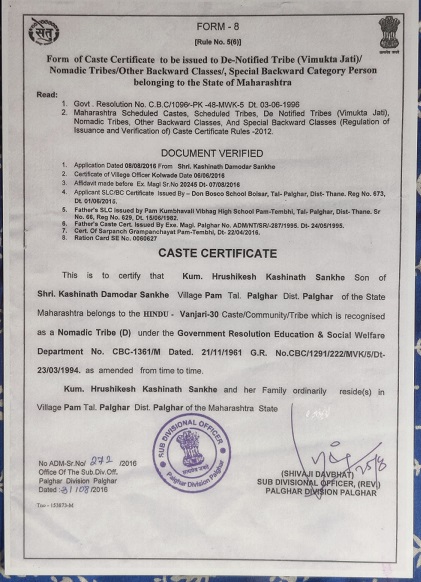 FORM - 8
[Rule No. 5(6)]
Form of Caste Certificate to be issued to De-Notified Tribe (Vimukta Jati)/
Nomadic Tribes/Other Backward Classes/, Special Backward Category Person
belonging to the State of Maharashtra
Read:
1. Govt . Resolution No. C.B.C/1096-PK -48-MWK-5 Dt. 03-06-1996
2. Maharashtra Scheduled Castes, Scheduled Tribes, De Notified Tribes (Vimukta Jati),
Nomadic Tribes, Other Backward Classes, And Special Backward Classes (Regulation of
Issuance and Verification of) Caste Certificate Rules -2012.
DOCUMENT VERIFIED
1. Application Dated 08/08/2016 From Shri. Kashinath Damodar Sankhe
2. Certificate of Village Officer Kolwade Date 06/06/2016
3. Affidavit made before Ex. Magi Sr.No 20245 Dt- 07/08/2016
4. Applicant SLC/BC Certificate Issued By – Don Bosco School Boisar, Tal- Palghar, Dist- Thane. Reg No. 673,
Dt. 01/06/2015.
5. Father's SLC issued by Pam Kumbhavali Vibhag High School Pam-Tembhi, Tal- Palghar, Dist- Thane. Sr
No. 66, Reg No. 629, Dt. 15/06/1982.
6. Father's Caste Cert. Issued By Exe. Magi. Palghar No. ADM/NT/SR/-287/1995. Dt- 24/05/1995.
7. Cert. Of Sarpanch Grampanchayat Pam-Tembhi, Dt- 22/04/2016.
8. Ration Card SE No. 0060627
CASTE CERTIFICATE
This is to certify that Kum. Hrushikesh Kashinath Sankhe Son of
Shri. Kashinath Damodar Sankhe Village Pam Tal. Palghar Dist. Palghar of the State
Maharashtra belongs to the HINDU - Vanjari-30 Caste/Community/Tribe which is recognised
as a Nomadic Tribe (D) under the Government Resolution Education & Social Welfare
Department No. CBC-1361/M Dated. 21/11/1961 G.R. No.CBC/1291/222/MVK/5/Dt-
23/03/1994. as amended from time to time.
Kum. Hrushikesh Kashinath Sankhe and her Family ordinarily reside(s) in
Village Pam Tal. Palghar Dist. Palghar of the Maharashtra State
SUB DIVISIONAL OFFICER
Palghar Division Palghar
No ADM-Sr.No/ 272 /2016
Office Of The Sub.Div.Off.
Palghar Division Palghar
Dated :31/08/2016
(SHIVAJI DAVBHAT)
SUB DIVISIONAL OFFICER, (REV.)
PALGHAR DIVISION PALGHAR